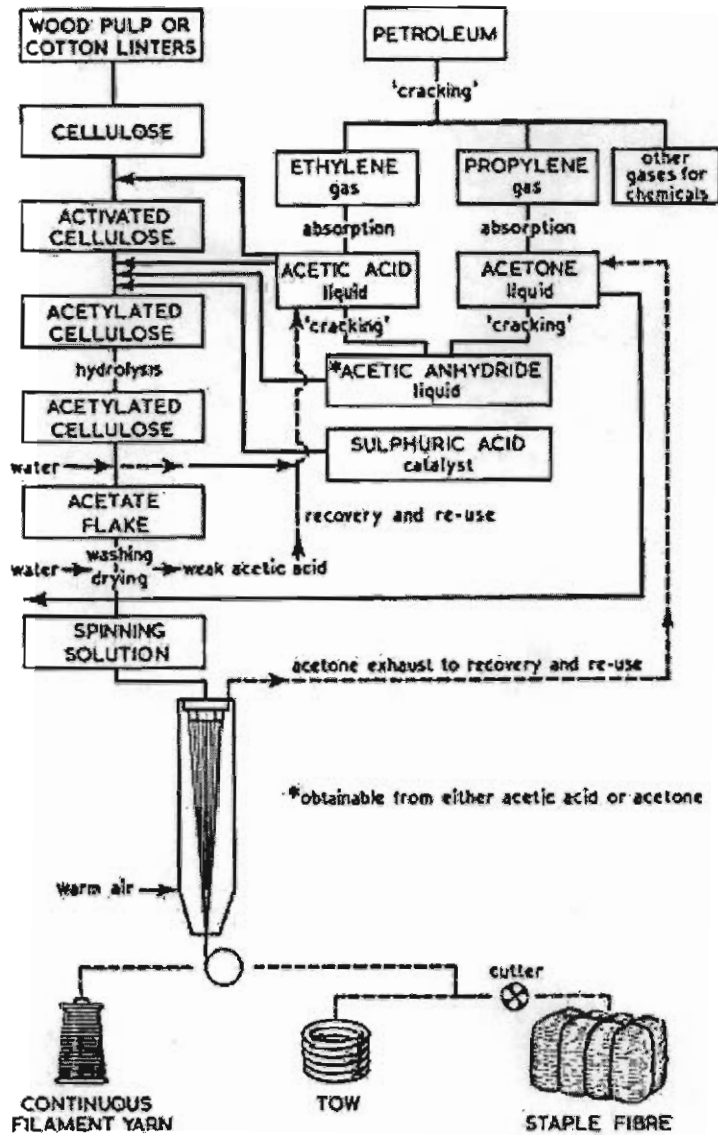 WOOD PULP OR
COTTON LINTERS
PETROLEUM
'cracking'
CELLULOSE
ETHYLENE
gas
PROPYLENE
gas
other
gases for
chemicals
absorption
absorption
ACTIVATED
CELLULOSE
ACETIC ACID
liquid
ACETONE
liquid
'cracking'
'cracking'
ACETYLATED
CELLULOSE
hydrolysis
*ACETIC ANHYDRIDE
liquid
ACETYLATED
CELLULOSE
SULPHURIC ACID
catalyst
water
ACETATE
FLAKE
recovery and re-use
washing
water
drying
weak acetic acid
SPINNING
SOLUTION
acetone exhaust to recovery and re-use
*obtainable from either acetic acid or acetone
warm air
cutter
CONTINUOUS
FILAMENT YARN
TOW
STAPLE FIBRE